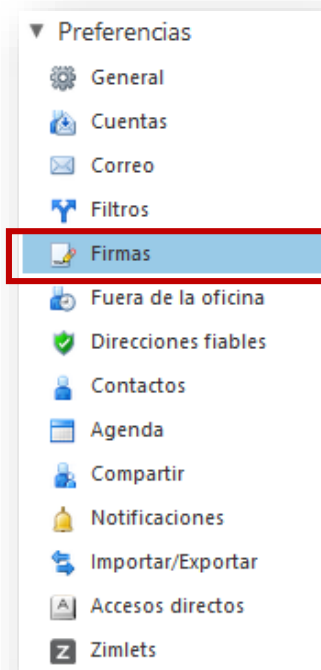 Preferencias
General
Cuentas
Correo
Filtros
Firmas
Fuera de la oficina
Direcciones fiables
Contactos
Agenda
Compartir
Notificaciones
Importar/Exportar
Accesos directos
Zimlets